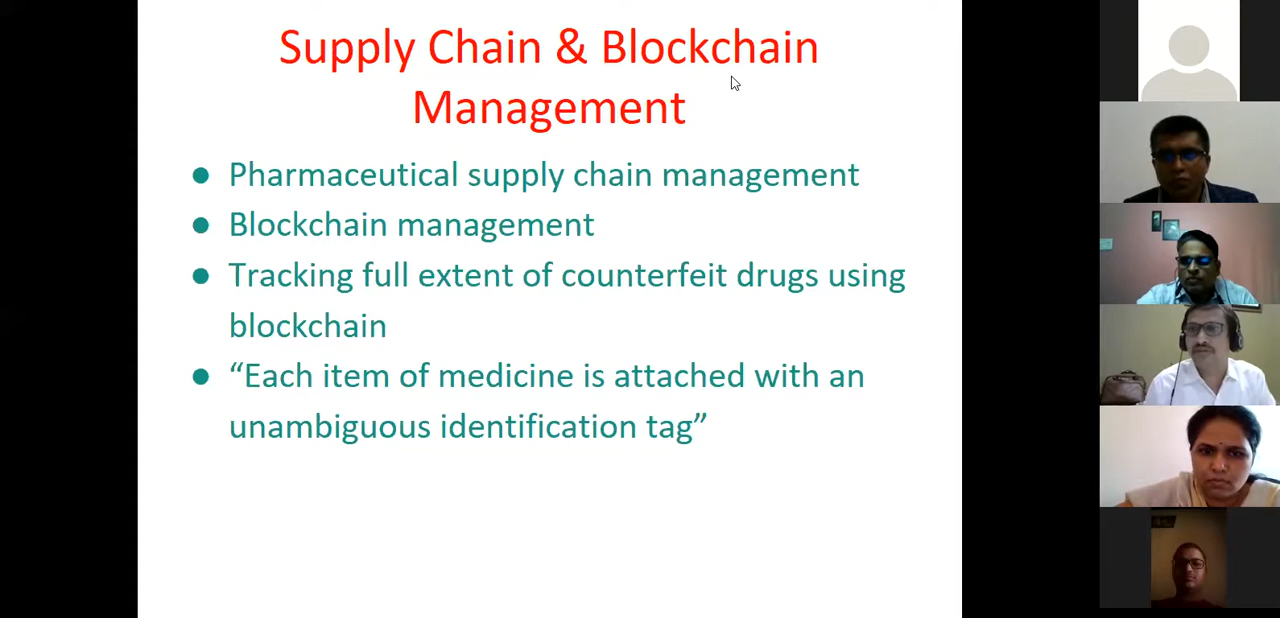 Supply Chain & Blockchain
Management
● Pharmaceutical supply chain management
● Blockchain management
● Tracking full extent of counterfeit drugs using
blockchain
● “Each item of medicine is attached with an
unambiguous identification tag”